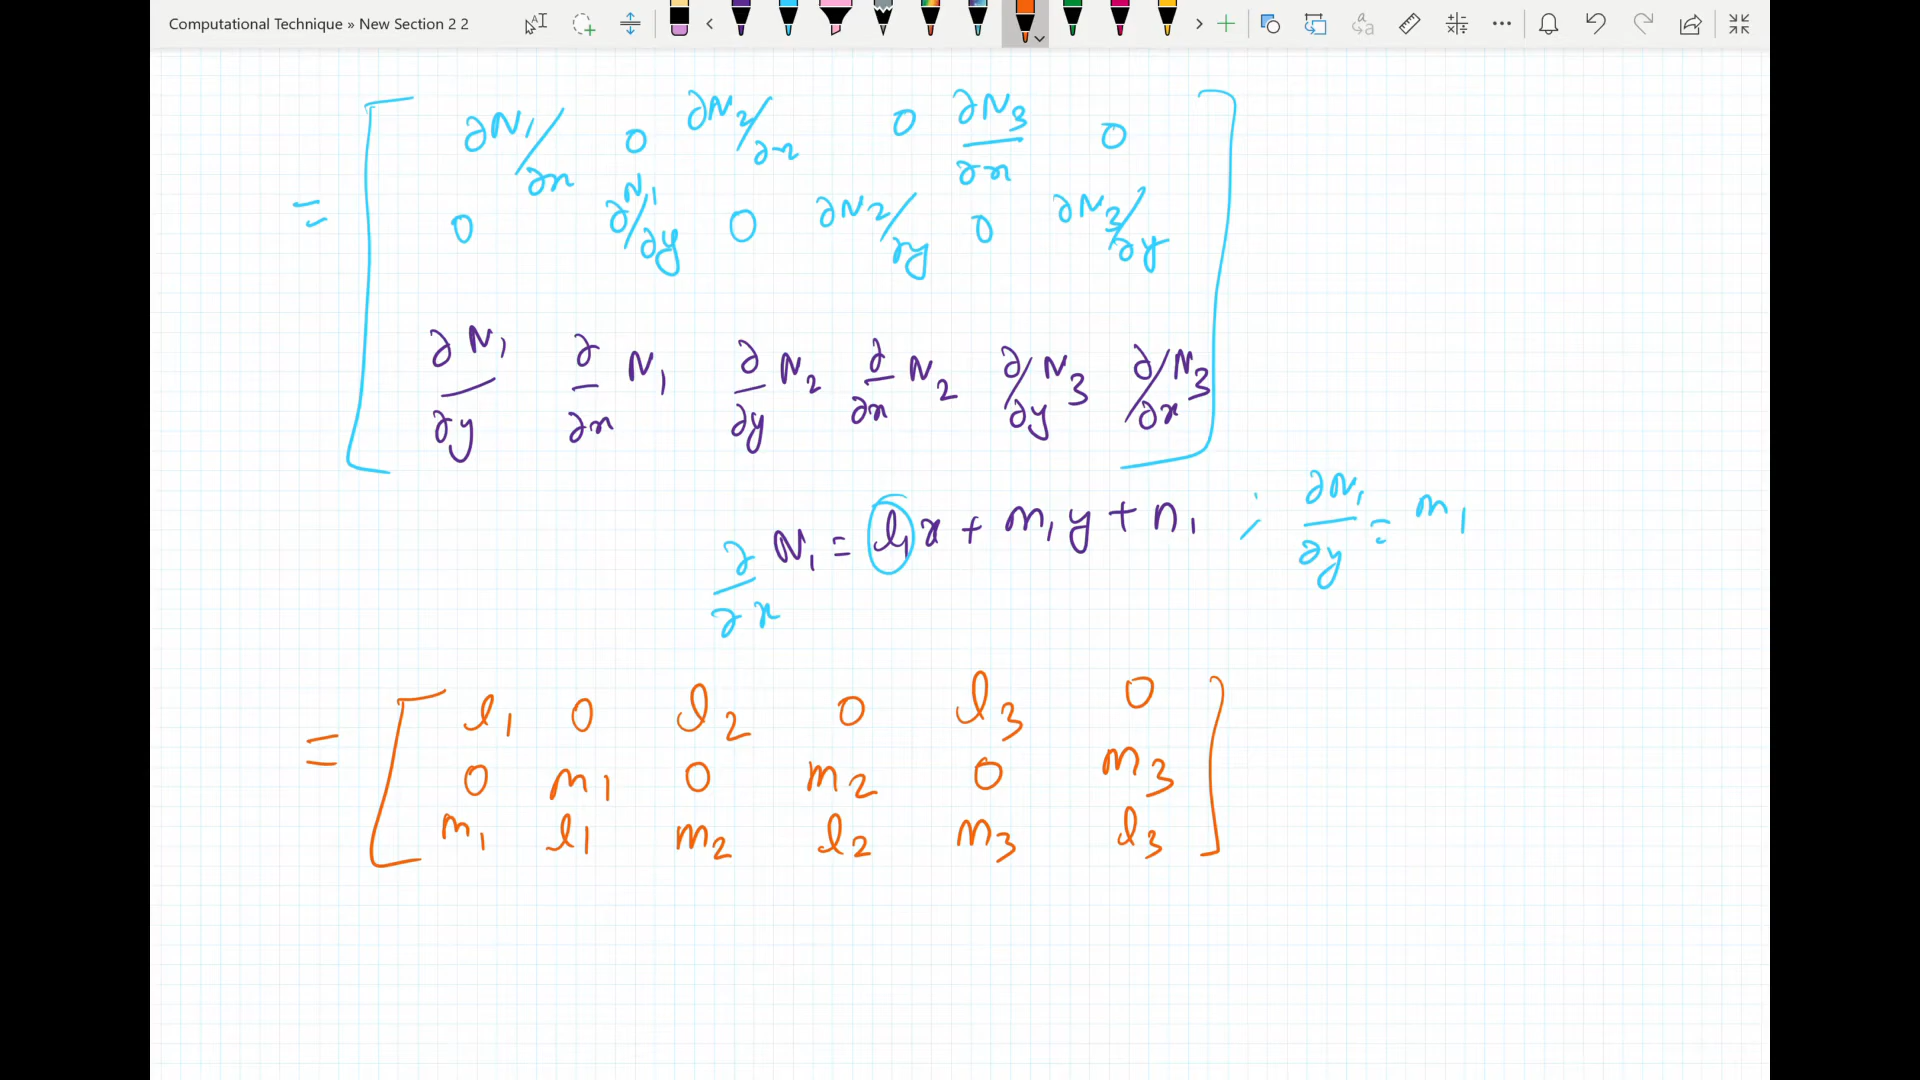 Computational Technique » New Section 2 2
= [ ∂N₁/∂x 0 ∂N₂/∂x 0 ∂N₃/∂x 0
0 ∂N₁/∂y 0 ∂N₂/∂y 0 ∂N₃/∂y
∂N₁/∂y ∂/∂x N₁ ∂/∂y N₂ ∂/∂x N₂ ∂/∂y N₃ ∂/∂x N₃ ]
∂/∂x N₁ = l₁x + m₁y + n₁ ; ∂N₁/∂y = m₁
= [ l₁ 0 l₂ 0 l₃ 0
0 m₁ 0 m₂ 0 m₃
m₁ l₁ m₂ l₂ m₃ l₃ ]